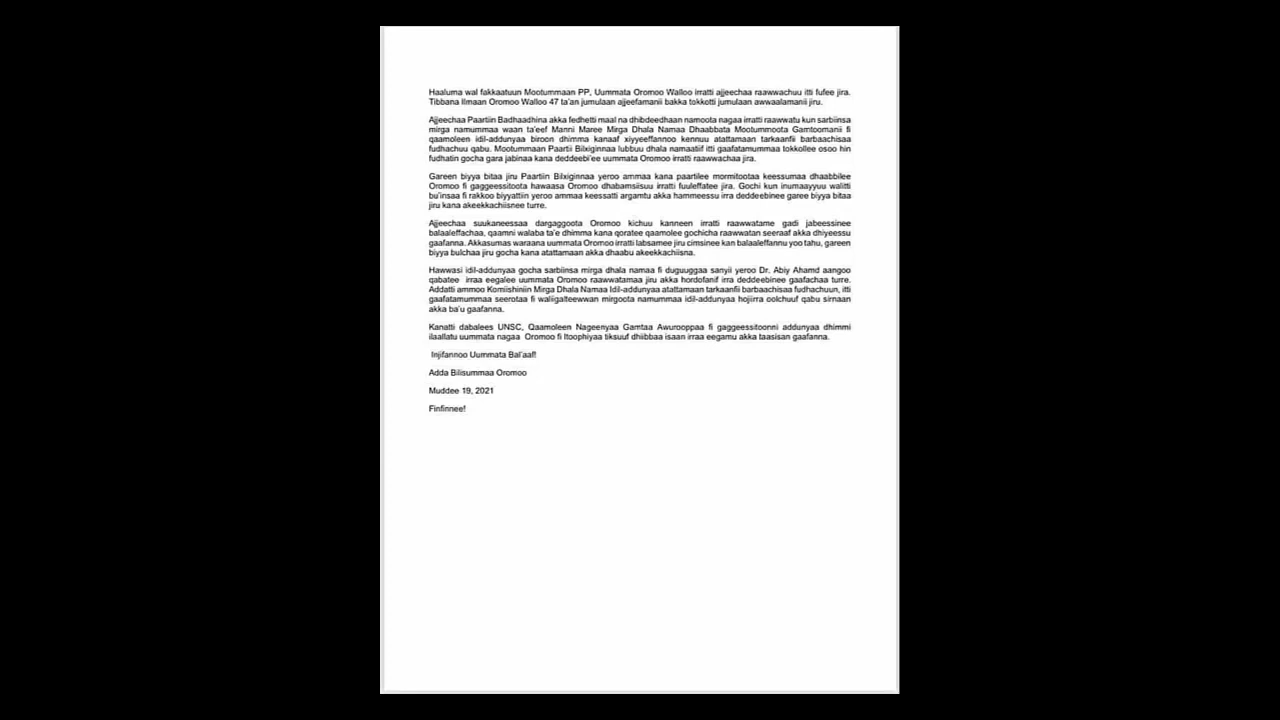 Haaluma wal fakkaatuun Mootummaan PP, Uummata Oromoo Walloo irratti ajjeechaa raawwachuu itti fufee jira.
Tibbana Ilmaan Oromoo Walloo 47 ta'an jumulaan ajjeefamanii bakka tokkotti jumulaan awwaalamanii jiru.
Ajjeechaa Paartiin Badhaadhina akka fedhetti maal na dhibdeedhaan namoota nagaa irratti raawwatu kun sarbiinsa
mirga namummaa waan ta'eef Manni Maree Mirga Dhala Namaa Dhaabbata Mootummoota Gamtoomanii fi
qaamoleen idil-addunyaa biroon dhimma kanaaf xiyyeeffannoo kennuu atattamaan tarkaanfii barbaachisaa
fudhachuu qabu. Mootummaan Paartii Bilxiginnaa lubbuu dhala namaatiif itti gaafatamummaa tokkollee osoo hin
fudhatin gocha gara jabinaa kana deddeebi'ee uummata Oromoo irratti raawwachaa jira.
Gareen biyya bitaa jiru Paartiin Bilxiginnaa yeroo ammaa kana paartilee mormitootaa keessumaa dhaabbilee
Oromoo fi gaggeessitoota hawaasa Oromoo dhabamsiisuu irratti fuuleffatee jira. Gochi kun inumaayyuu walitti
bu'insaa fi rakkoo biyyattiin yeroo ammaa keessatti argamtu akka hammeessu irra deddeebinee garee biyya bitaa
jiru kana akeekkachiisnee turre.
Ajjeechaa suukaneessaa dargaggoota Oromoo kichuu kanneen irratti raawwatame gadi jabeessinee
balaaleffachaa, qaamni walaba ta'e dhimma kana qoratee qaamolee gochicha raawwatan seeraaf akka dhiyeessu
gaafanna. Akkasumas waraana uummata Oromoo irratti labsamee jiru cimsinee kan balaaleffannu yoo tahu, gareen
biyya bulchaa jiru gocha kana atattamaan akka dhaabu akeekkachiisna.
Hawwasi idil-addunyaa gocha sarbiinsa mirga dhala namaa fi duguuggaa sanyii yeroo Dr. Abiy Ahamd aangoo
qabatee irraa eegalee uummata Oromoo raawwatamaa jiru akka hordofanif irra deddeebinee gaafachaa turre.
Addatti ammoo Komiishiniin Mirga Dhala Namaa Idil-addunyaa atattamaan tarkaanfii barbaachisaa fudhachuun, itti
gaafatamummaa seerotaa fi waliigalteewwan mirgoota namummaa idil-addunyaa hojiirra oolchuuf qabu sirnaan
akka ba'u gaafanna.
Kanatti dabalees UNSC, Qaamoleen Nageenyaa Gamtaa Awurooppaa fi gaggeessitoonni addunyaa dhimmi
ilaallatu uummata nagaa Oromoo fi Itoophiyaa tiksuuf dhiibbaa isaan irraa eegamu akka taasisan gaafanna.
Injifannoo Uummata Bal'aaf!
Adda Bilisummaa Oromoo
Muddee 19, 2021
Finfinnee!